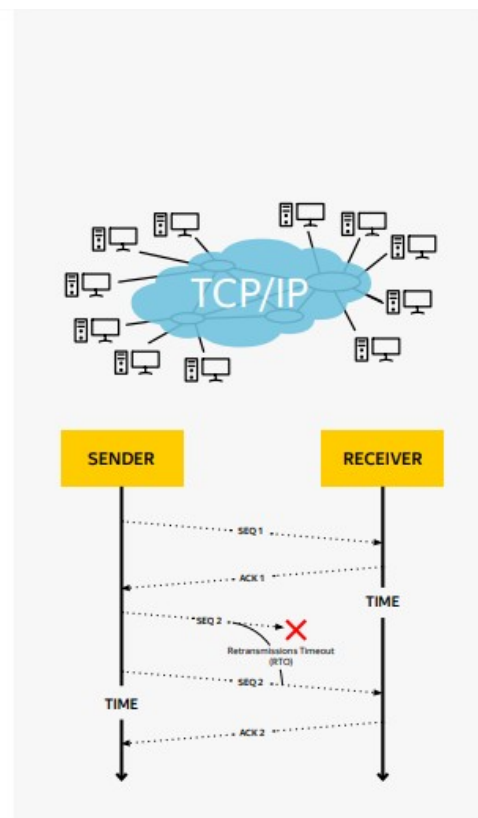 TCP/IP
SENDER
RECEIVER
SEQ 1
ACK 1
TIME
SEQ 2
Retransmissions Timeout
(RTO)
SEQ 2
TIME
ACK 2